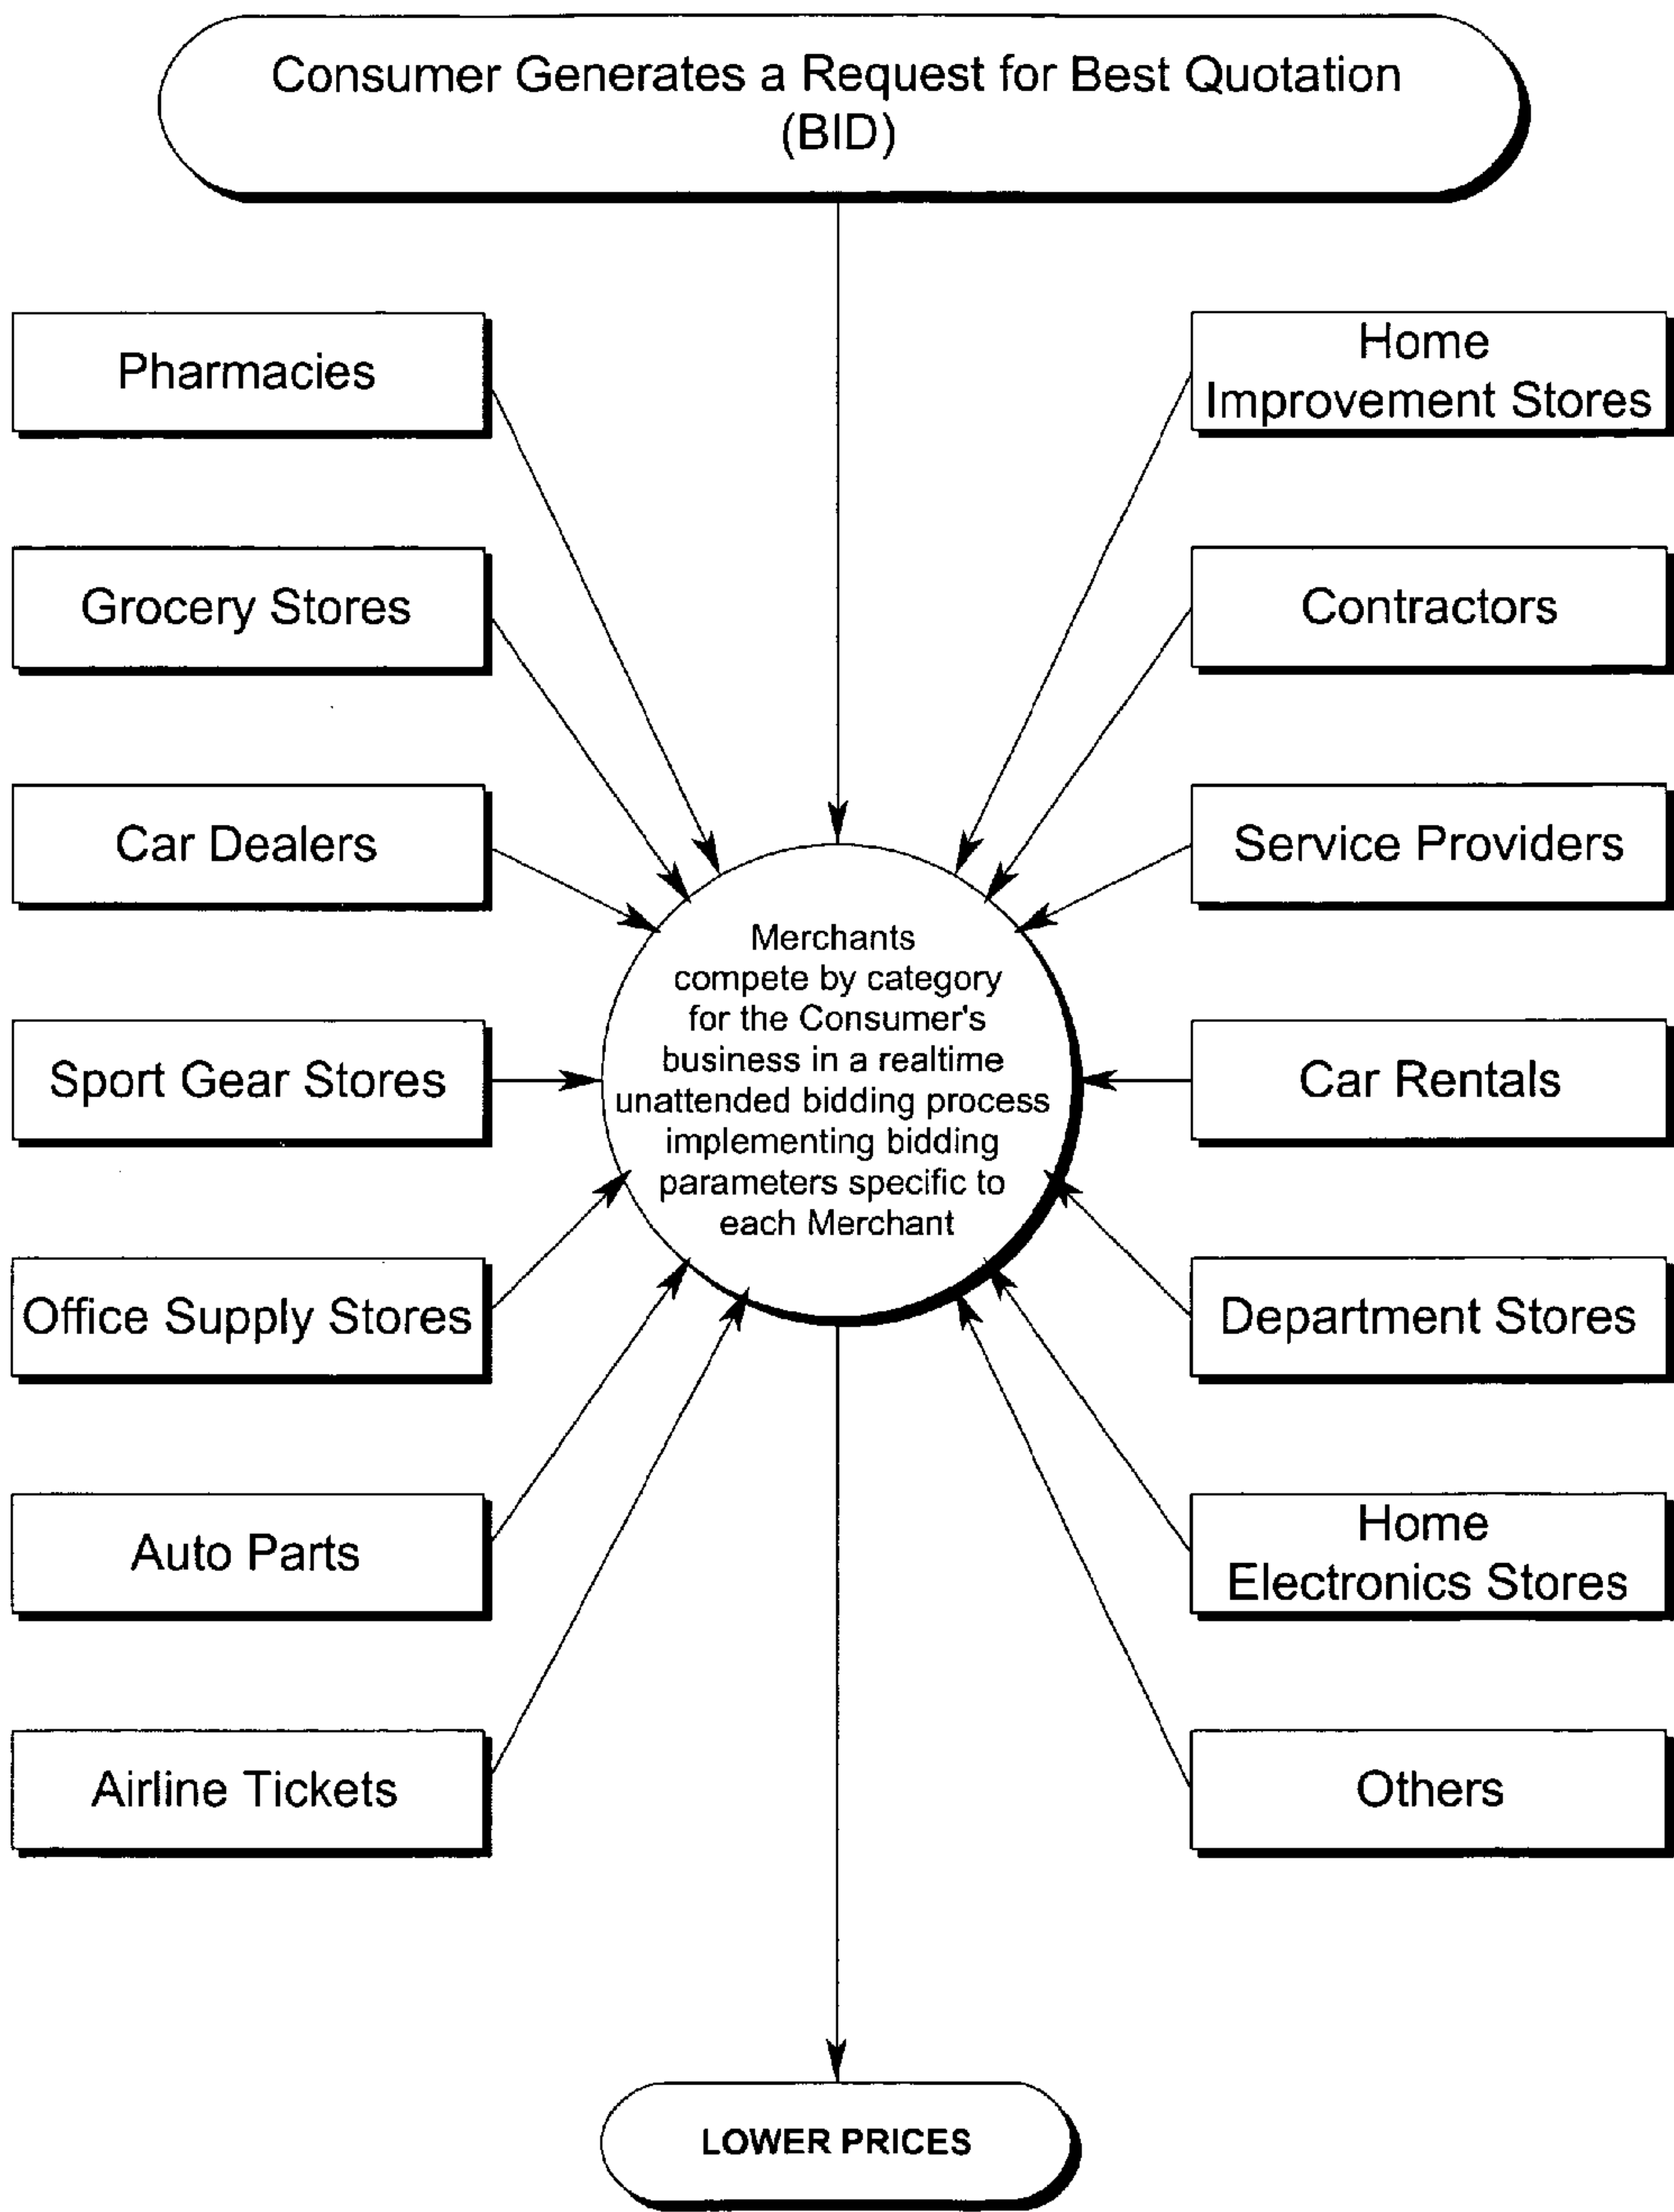 Consumer Generates a Request for Best Quotation
(BID)
Pharmacies
Grocery Stores
Car Dealers
Sport Gear Stores
Office Supply Stores
Auto Parts
Airline Tickets
Merchants
compete by category
for the Consumer's
business in a realtime
unattended bidding process
implementing bidding
parameters specific to
each Merchant
Home
Improvement Stores
Contractors
Service Providers
Car Rentals
Department Stores
Home
Electronics Stores
Others
LOWER PRICES